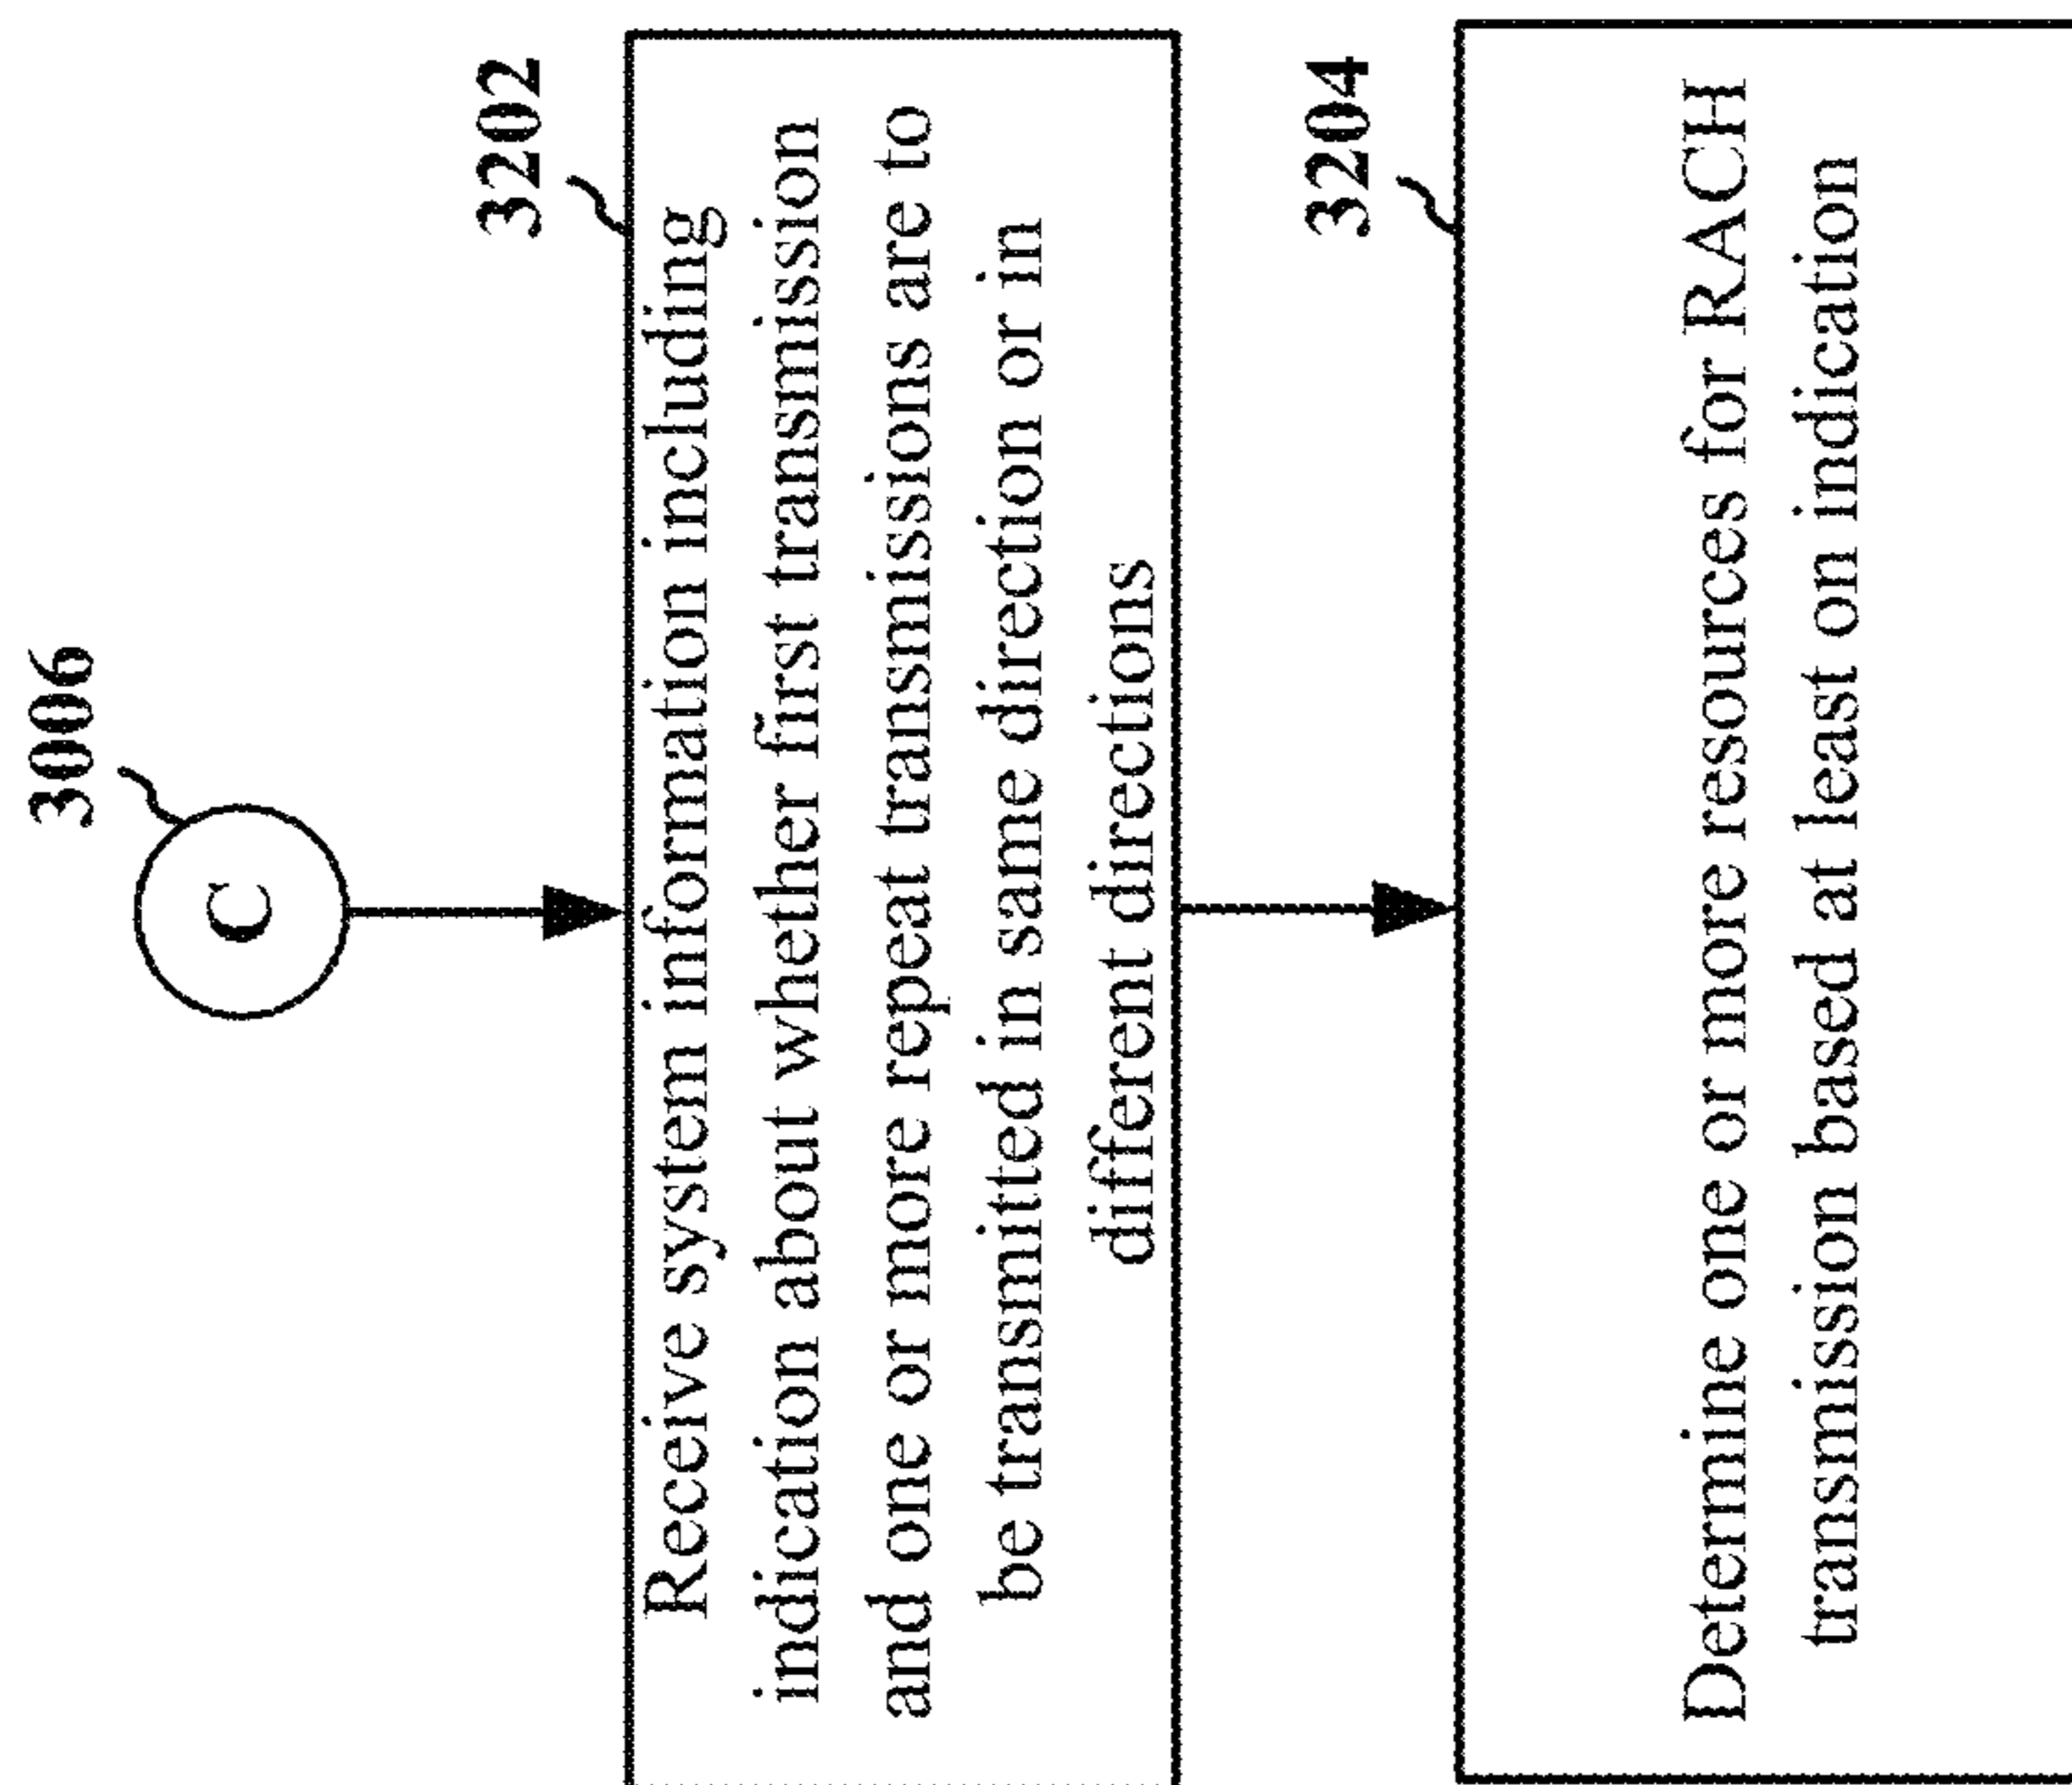 3006
C
3202
Receive system information including
indication about whether first transmission
and one or more repeat transmissions are to
be transmitted in same direction or in
different directions
3204
Determine one or more resources for RACH
transmission based at least on indication